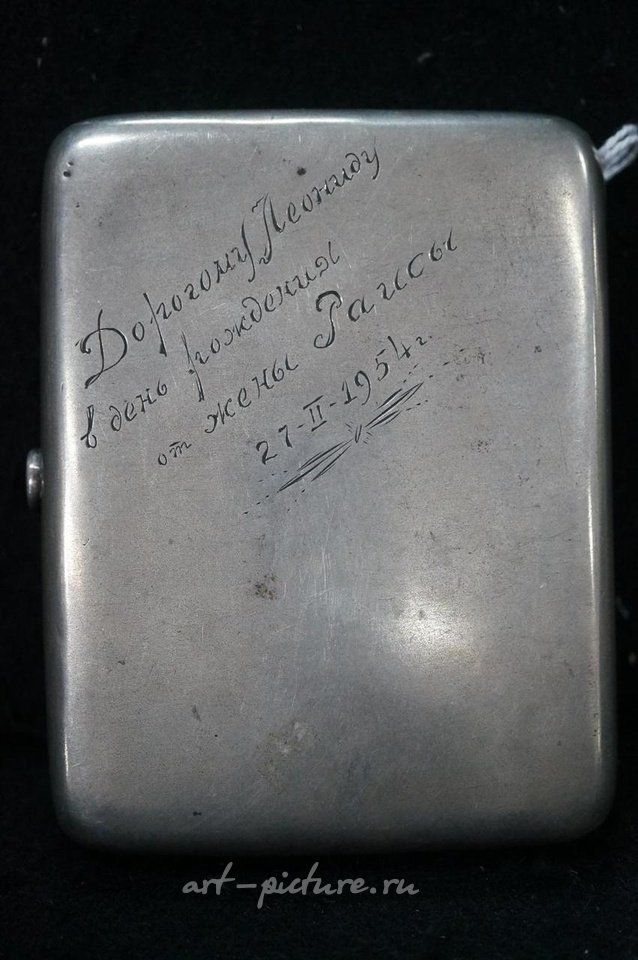 Дорогому Леониду
в день рождения
от жены Раисы
27-II-1954г.
art-picture.ru